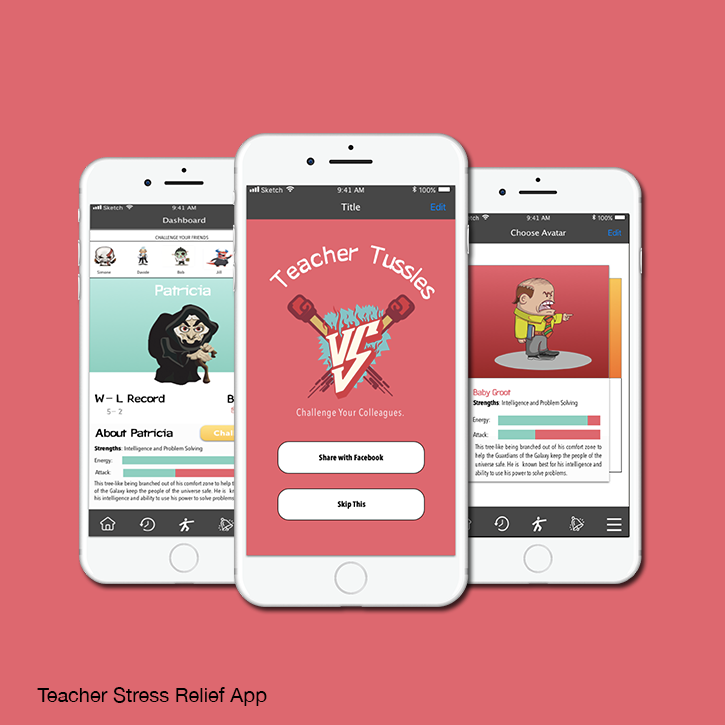 Sketch
9:41 AM
Dashboard
CHALLENGE YOUR FRIENDS
Simone
Davide
Bob
Jill
Patricia
W – L Record
B
5 – 2
About Patricia
Chal
Strengths: Intelligence and Problem Solving
Energy:
Attack:
This tree-like being branched out of his comfort zone to help t
of the Galaxy keep the people of the universe safe. He is known
his intelligence and ability to use his power to solve problems.
Sketch
9:41 AM
100%
Title
Edit
Teacher Tussles
VS
Challenge Your Colleagues.
Share with Facebook
Skip This
tch
9:41 AM
100%
Choose Avatar
Edit
Baby Groot
Strengths: Intelligence and Problem Solving
Energy:
Attack:
This tree-like being branched out of his comfort zone to
help the Guardians of the Galaxy keep the people of the
universe safe. He is known best for his intelligence and
ability to use his power to solve problems.
Teacher Stress Relief App